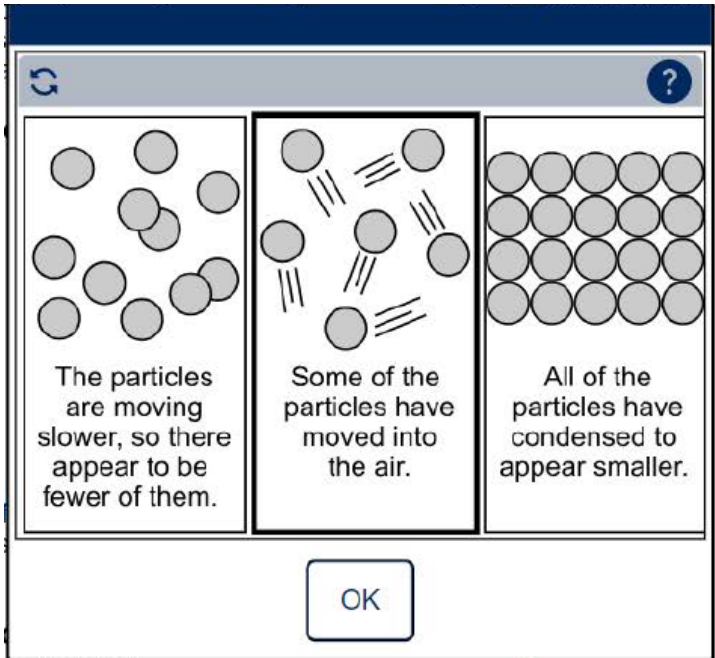 ?
The particles
are moving
slower, so there
appear to be
fewer of them.
Some of the
particles have
moved into
the air.
All of the
particles have
condensed to
appear smaller.
OK